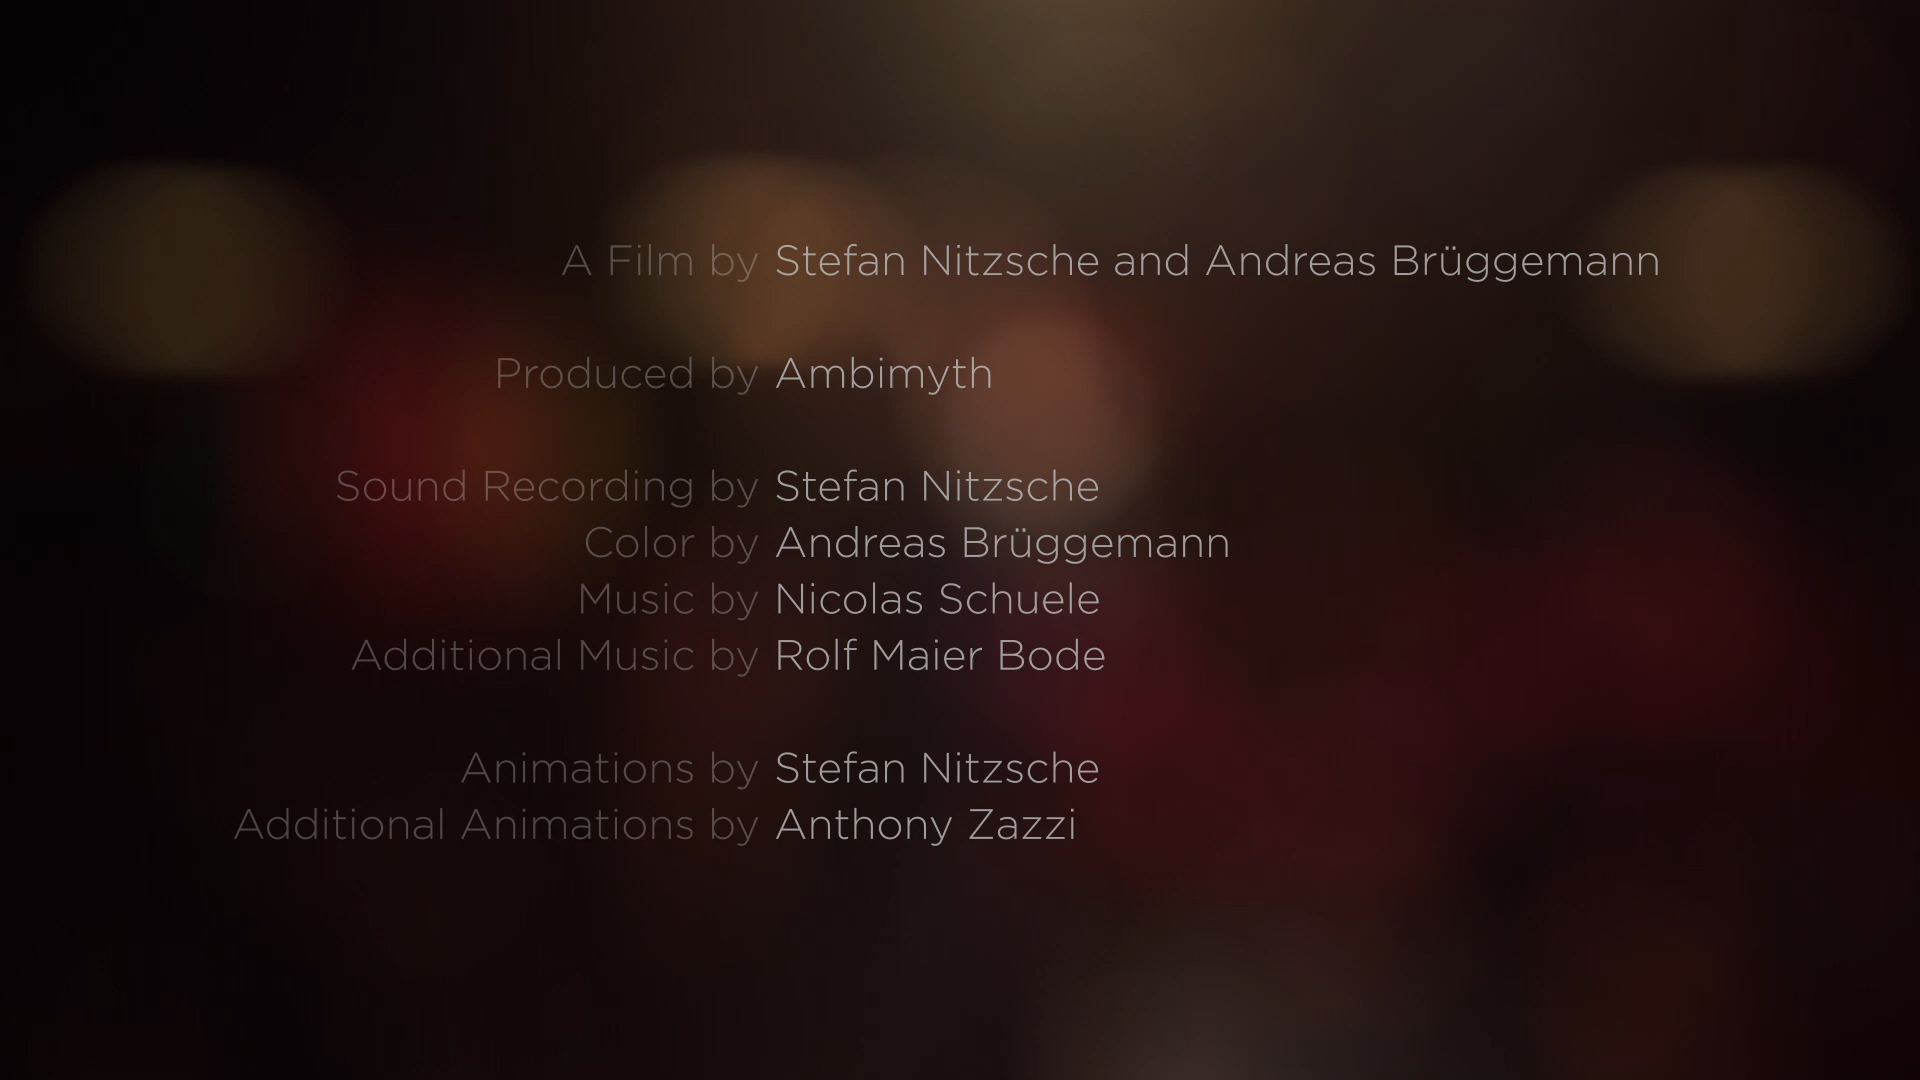 A Film by Stefan Nitzsche and Andreas Brüggemann
Produced by Ambimyth
Sound Recording by Stefan Nitzsche
Color by Andreas Brüggemann
Music by Nicolas Schuele
Additional Music by Rolf Maier Bode
Animations by Stefan Nitzsche
Additional Animations by Anthony Zazzi